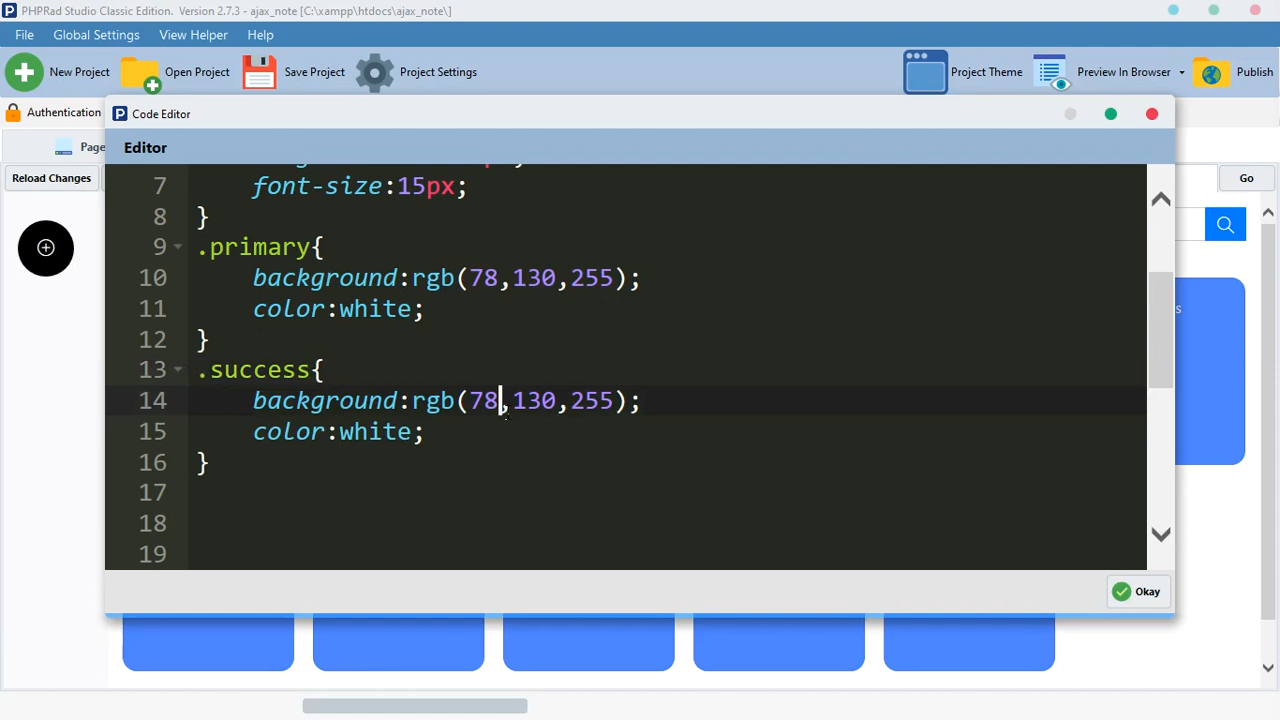 PHPRad Studio Classic Edition. Version 2.7.3 - ajax_note [C:\xampp\htdocs\ajax_note\]
File Global Settings View Helper Help
New Project Open Project Save Project Project Settings Project Theme Preview In Browser Publish
Authentication
Code Editor
Page
Editor
Reload Changes
Go
7 font-size:15px;
8 }
9 .primary{
10 background:rgb(78,130,255);
11 color:white;
12 }
13 .success{
14 background:rgb(78,130,255);
15 color:white;
16 }
17
18
19
Okay